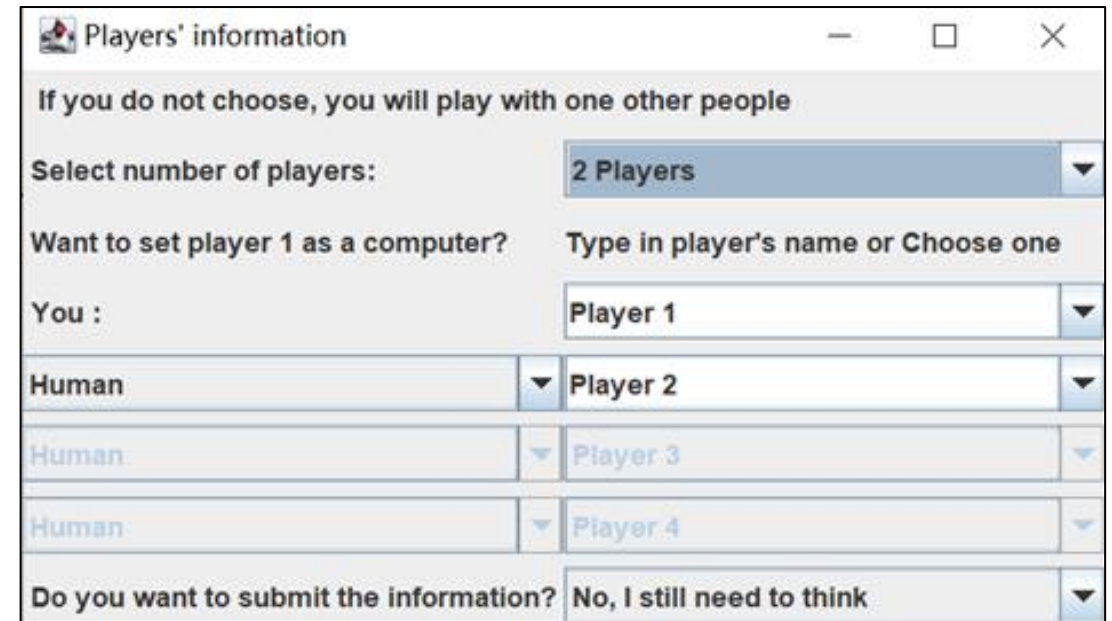 Players' information
If you do not choose, you will play with one other people
Select number of players: 2 Players
Want to set player 1 as a computer? Type in player's name or Choose one
You : Player 1
Human Player 2
Human Player 3
Human Player 4
Do you want to submit the information? No, I still need to think